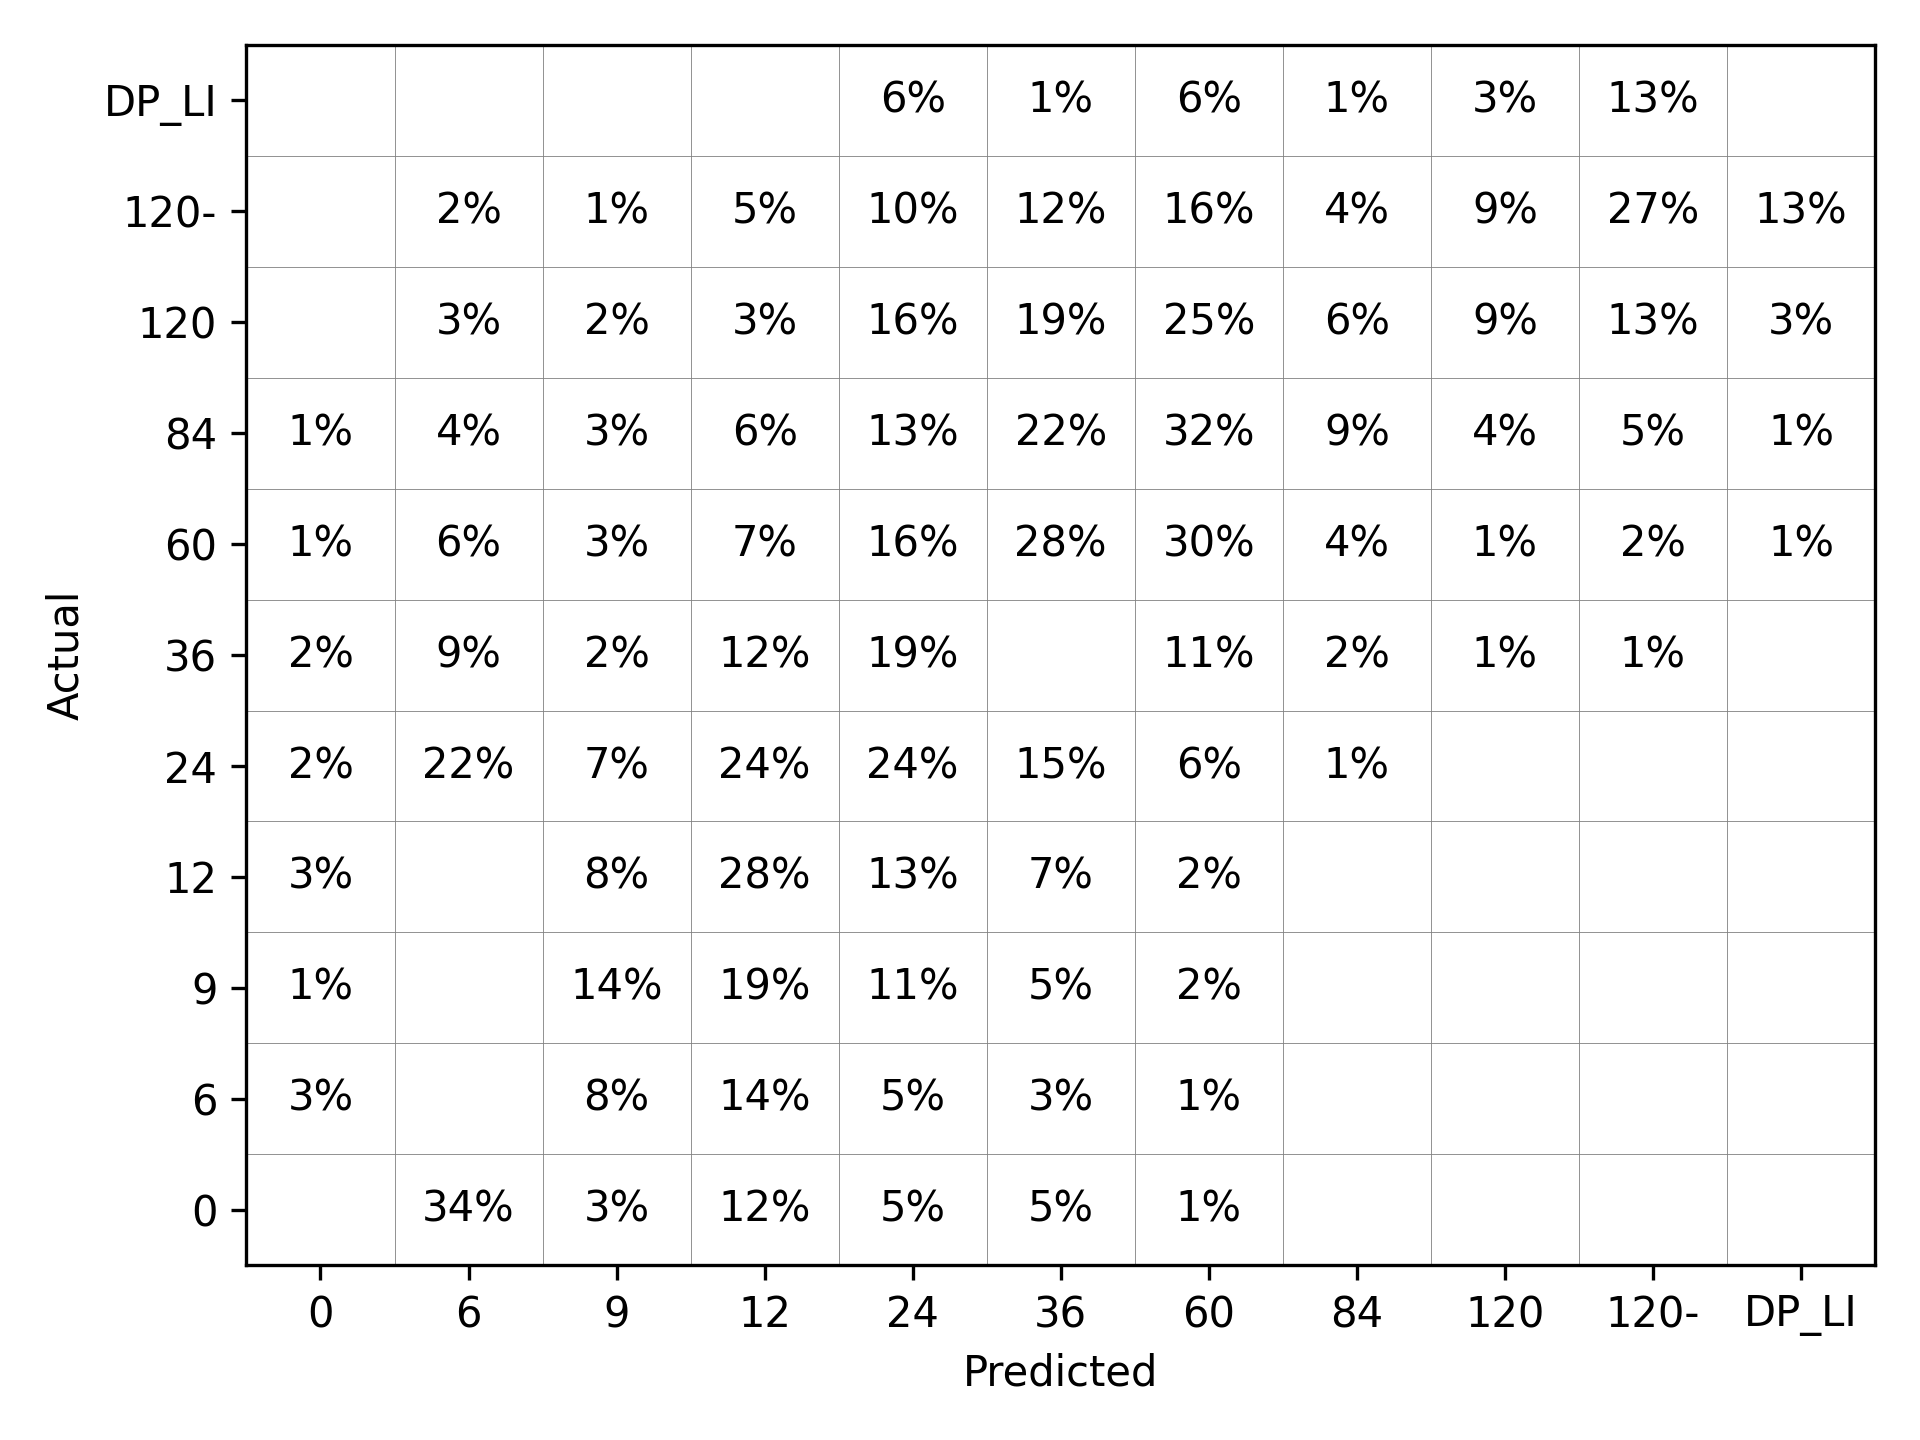 DP_LI 6% 1% 6% 1% 3% 13%
120- 2% 1% 5% 10% 12% 16% 4% 9% 27% 13%
120 3% 2% 3% 16% 19% 25% 6% 9% 13% 3%
84 1% 4% 3% 6% 13% 22% 32% 9% 4% 5% 1%
60 1% 6% 3% 7% 16% 28% 30% 4% 1% 2% 1%
Actual
36 2% 9% 2% 12% 19% 11% 2% 1% 1%
24 2% 22% 7% 24% 24% 15% 6% 1%
12 3% 8% 28% 13% 7% 2%
9 1% 14% 19% 11% 5% 2%
6 3% 8% 14% 5% 3% 1%
0 34% 3% 12% 5% 5% 1%
0 6 9 12 24 36 60 84 120 120- DP_LI
Predicted